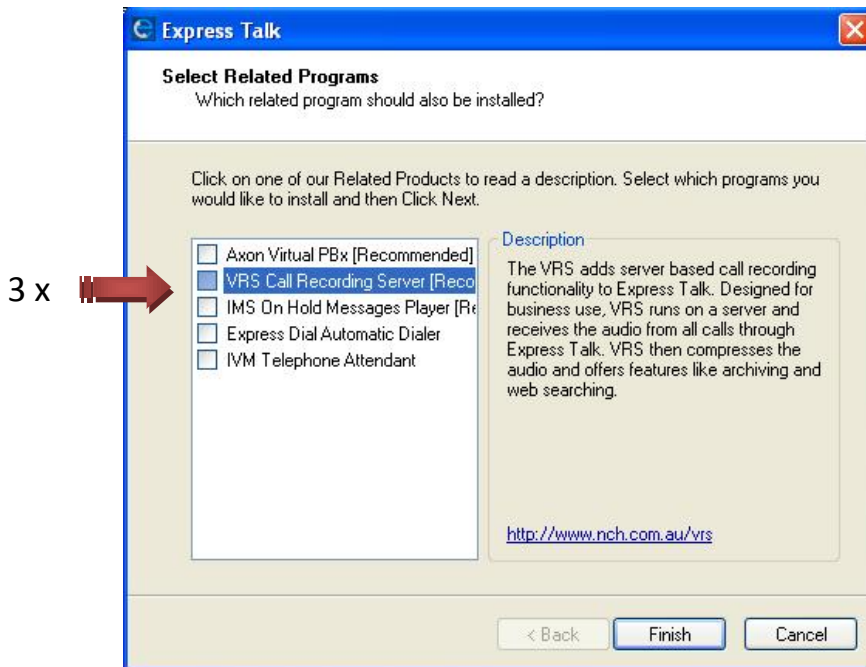 Express Talk
Select Related Programs
Which related program should also be installed?
Click on one of our Related Products to read a description. Select which programs you
would like to install and then Click Next.
3 x
Axon Virtual PBx [Recommended]
VRS Call Recording Server [Reco
IMS On Hold Messages Player [Re
Express Dial Automatic Dialer
IVM Telephone Attendant
Description
The VRS adds server based call recording
functionality to Express Talk. Designed for
business use, VRS runs on a server and
receives the audio from all calls through
Express Talk. VRS then compresses the
audio and offers features like archiving and
web searching.
http://www.nch.com.au/vrs
< Back
Finish
Cancel